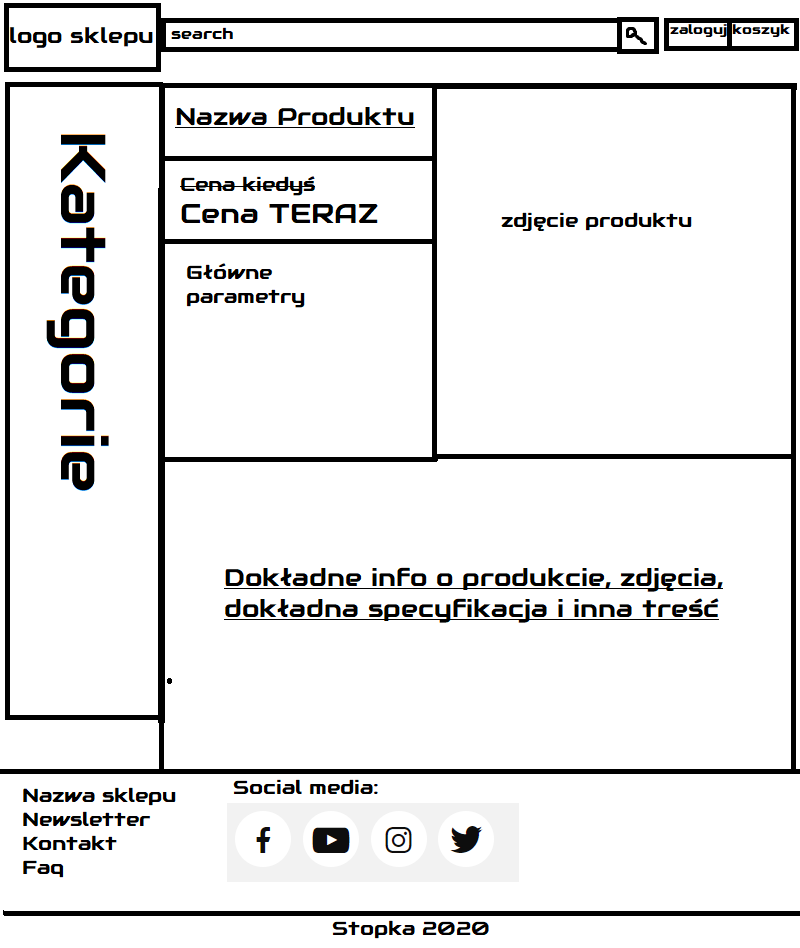 logo sklepu
search
zaloguj
koszyk
Kategorie
Nazwa Produktu
Cena kiedyś
Cena TERAZ
Główne
parametry
zdjęcie produktu
Dokładne info o produkcie, zdjęcia,
dokładna specyfikacja i inna treść
Nazwa sklepu
Newsletter
Kontakt
Faq
Social media:
Stopka 2020